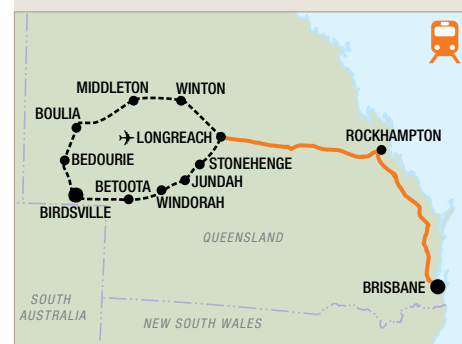 MIDDLETON
WINTON
BOULIA
LONGREACH
ROCKHAMPTON
STONEHENGE
BEDOURIE
JUNDAH
BETOOTA
WINDORAH
BIRDSVILLE
QUEENSLAND
BRISBANE
SOUTH
AUSTRALIA
NEW SOUTH WALES